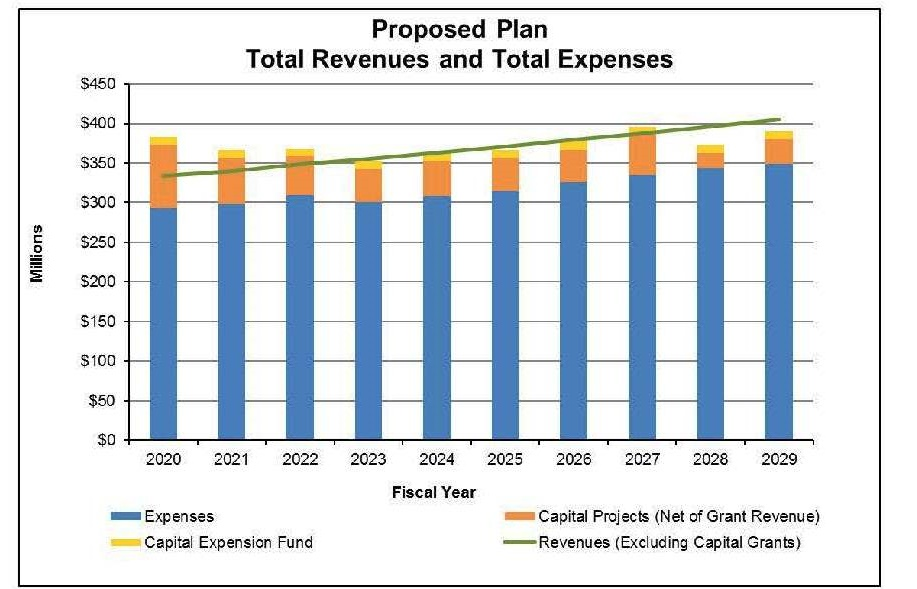 Proposed Plan
Total Revenues and Total Expenses
$450
$400
$350
$300
$250
$200
$150
$100
$50
$0
Millions
2020 2021 2022 2023 2024 2025 2026 2027 2028 2029
Fiscal Year
Expenses
Capital Projects (Net of Grant Revenue)
Capital Expension Fund
Revenues (Excluding Capital Grants)